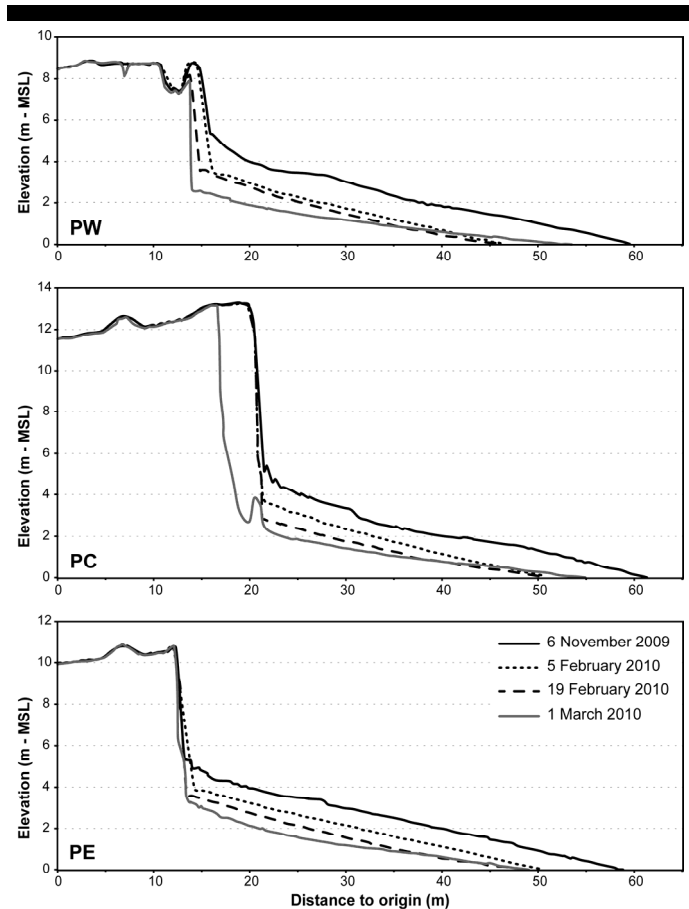 10
8
6
4
2
0
Elevation (m - MSL)
PW
0 10 20 30 40 50 60
14
12
10
8
6
4
2
0
Elevation (m - MSL)
PC
0 10 20 30 40 50 60
12
10
8
6
4
2
0
Elevation (m - MSL)
6 November 2009
5 February 2010
19 February 2010
1 March 2010
PE
0 10 20 30 40 50 60
Distance to origin (m)